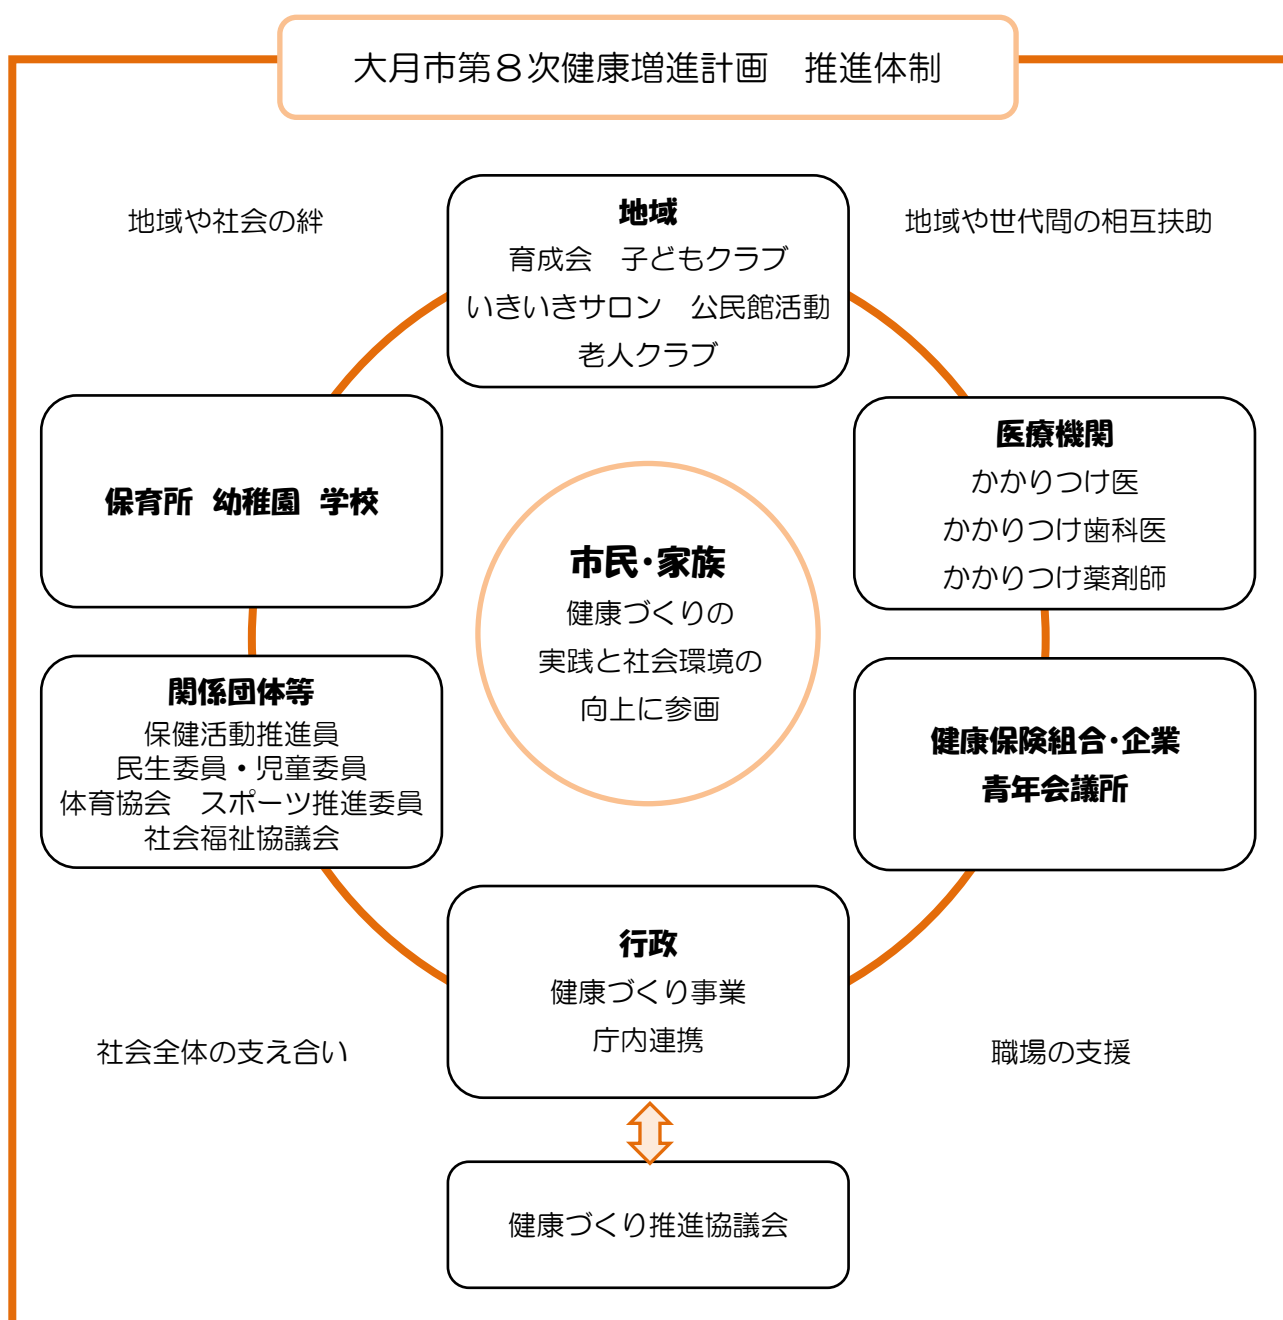 大月市第８次健康増進計画　推進体制
地域や社会の絆
地域や世代間の相互扶助
地域
育成会　子どもクラブ
いきいきサロン　公民館活動
老人クラブ
保育所 幼稚園 学校
医療機関
かかりつけ医
かかりつけ歯科医
かかりつけ薬剤師
市民・家族
健康づくりの
実践と社会環境の
向上に参画
関係団体等
保健活動推進員
民生委員・児童委員
体育協会　スポーツ推進委員
社会福祉協議会
健康保険組合・企業
青年会議所
行政
健康づくり事業
庁内連携
社会全体の支え合い
職場の支援
健康づくり推進協議会